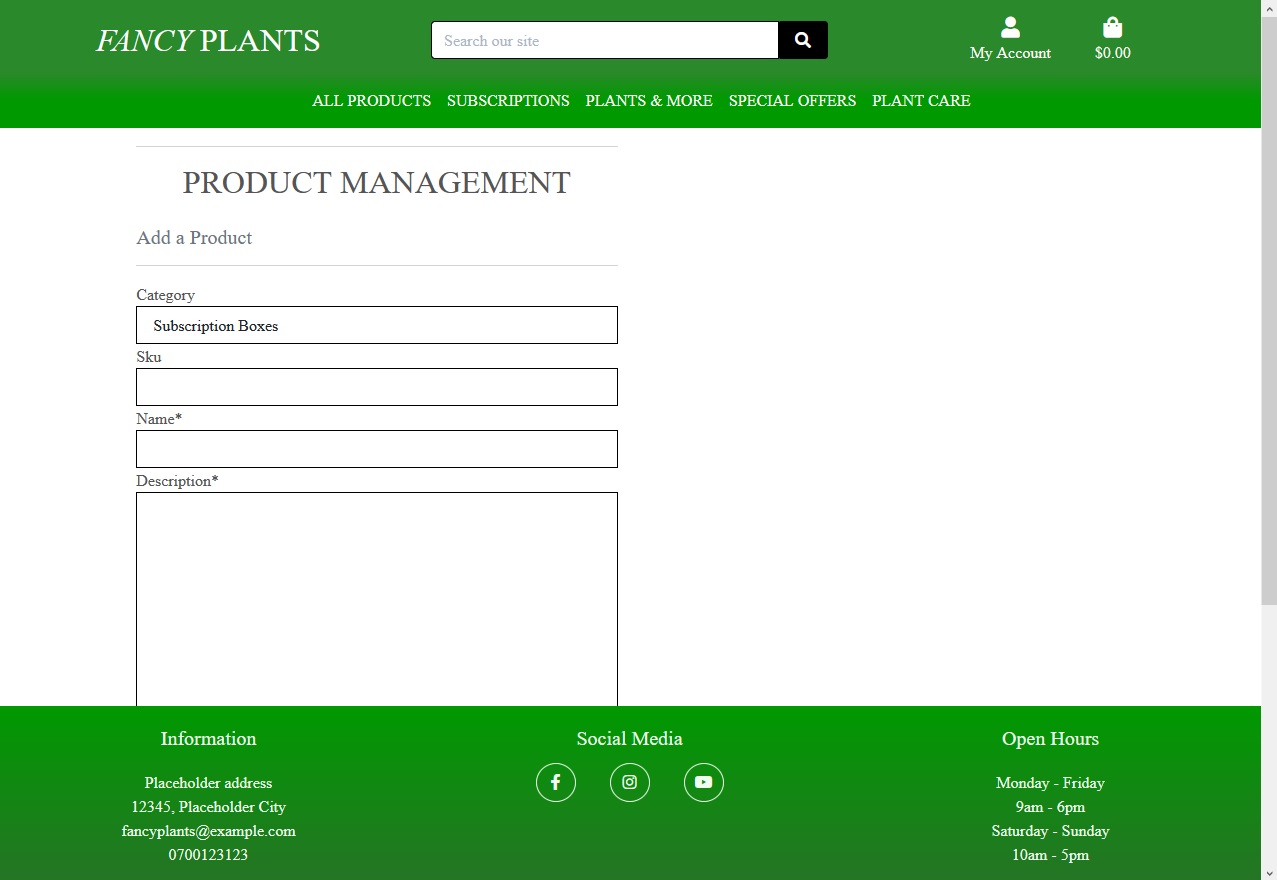 FANCY PLANTS
Search our site
My Account
$0.00
ALL PRODUCTS SUBSCRIPTIONS PLANTS & MORE SPECIAL OFFERS PLANT CARE
PRODUCT MANAGEMENT
Add a Product
Category
Subscription Boxes
Sku
Name*
Description*
Information
Placeholder address
12345, Placeholder City
fancyplants@example.com
0700123123
Social Media
Open Hours
Monday - Friday
9am - 6pm
Saturday - Sunday
10am - 5pm